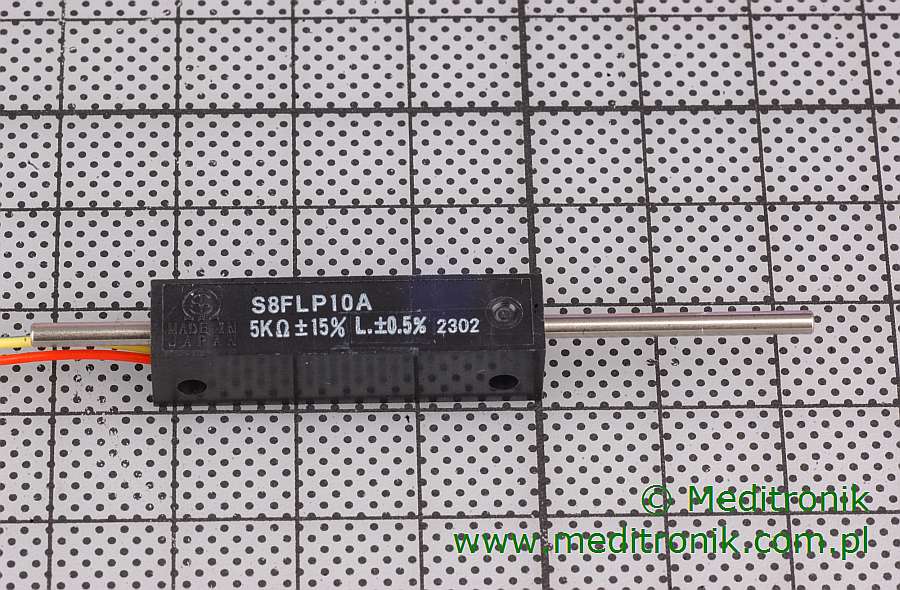 S8FLP10A
5KΩ±15% L.±0.5% 2302
MADE IN
JAPAN
© Meditronik
www.meditronik.com.pl